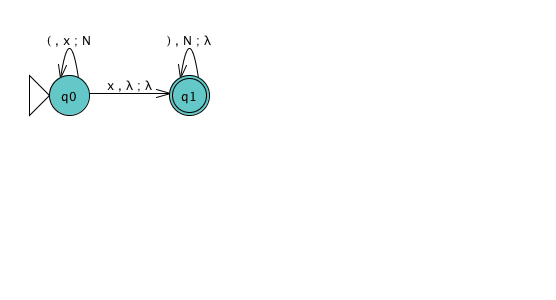 ( , x ; N
) , N ; λ
x , λ ; λ
q0
q1